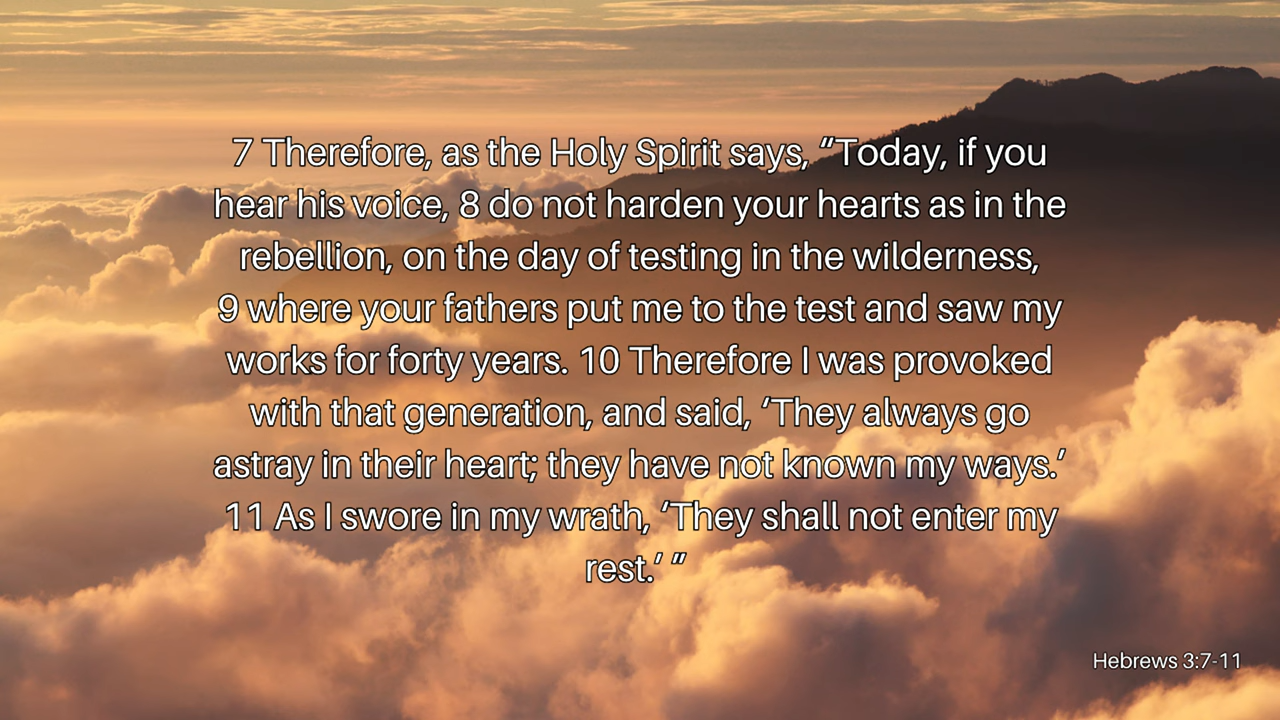 7 Therefore, as the Holy Spirit says, “Today, if you
hear his voice, 8 do not harden your hearts as in the
rebellion, on the day of testing in the wilderness,
9 where your fathers put me to the test and saw my
works for forty years. 10 Therefore I was provoked
with that generation, and said, ‘They always go
astray in their heart; they have not known my ways.’
11 As I swore in my wrath, ‘They shall not enter my
rest.’ ”
Hebrews 3:7-11